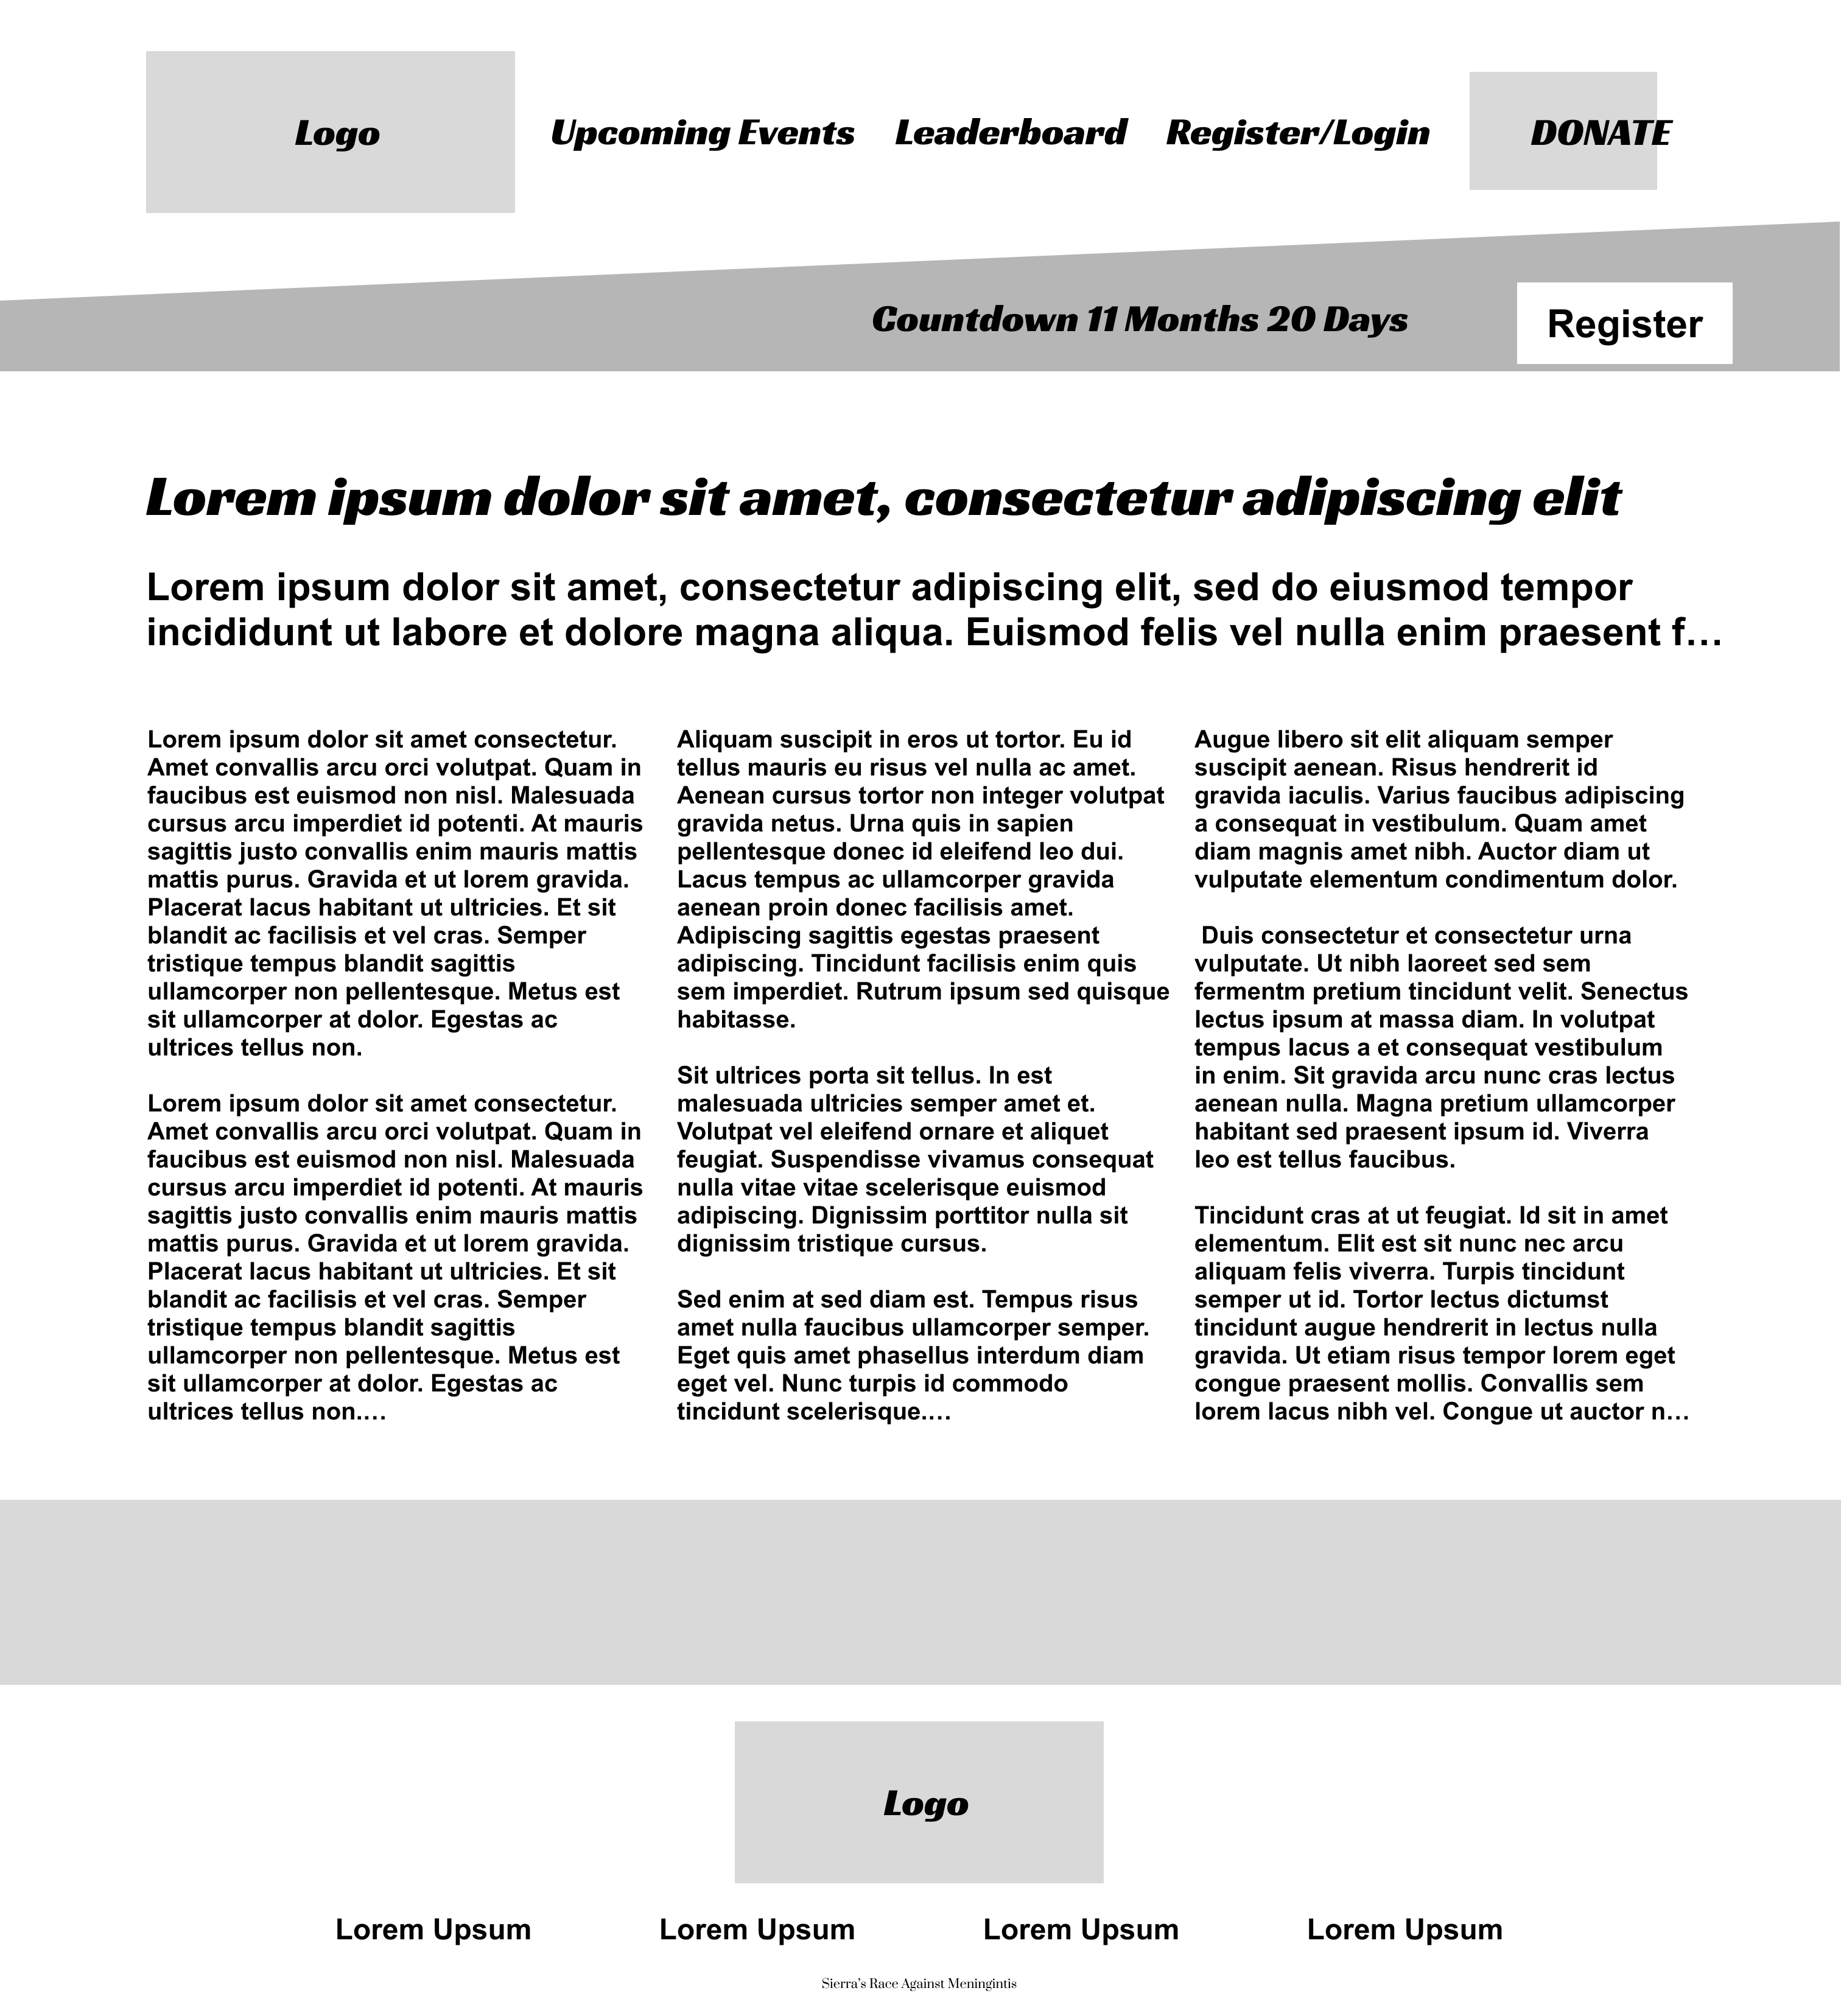 Logo
Upcoming Events
Leaderboard
Register/Login
DONATE
Countdown 11 Months 20 Days
Register
Lorem ipsum dolor sit amet, consectetur adipiscing elit
Lorem ipsum dolor sit amet, consectetur adipiscing elit, sed do eiusmod tempor
incididunt ut labore et dolore magna aliqua. Euismod felis vel nulla enim praesent f…
Lorem ipsum dolor sit amet consectetur.
Amet convallis arcu orci volutpat. Quam in
faucibus est euismod non nisl. Malesuada
cursus arcu imperdiet id potenti. At mauris
sagittis justo convallis enim mauris mattis
mattis purus. Gravida et ut lorem gravida.
Placerat lacus habitant ut ultricies. Et sit
blandit ac facilisis et vel cras. Semper
tristique tempus blandit sagittis
ullamcorper non pellentesque. Metus est
sit ullamcorper at dolor. Egestas ac
ultrices tellus non.
Lorem ipsum dolor sit amet consectetur.
Amet convallis arcu orci volutpat. Quam in
faucibus est euismod non nisl. Malesuada
cursus arcu imperdiet id potenti. At mauris
sagittis justo convallis enim mauris mattis
mattis purus. Gravida et ut lorem gravida.
Placerat lacus habitant ut ultricies. Et sit
blandit ac facilisis et vel cras. Semper
tristique tempus blandit sagittis
ullamcorper non pellentesque. Metus est
sit ullamcorper at dolor. Egestas ac
ultrices tellus non.…
Aliquam suscipit in eros ut tortor. Eu id
tellus mauris eu risus vel nulla ac amet.
Aenean cursus tortor non integer volutpat
gravida netus. Urna quis in sapien
pellentesque donec id eleifend leo dui.
Lacus tempus ac ullamcorper gravida
aenean proin donec facilisis amet.
Adipiscing sagittis egestas praesent
adipiscing. Tincidunt facilisis enim quis
sem imperdiet. Rutrum ipsum sed quisque
habitasse.
Sit ultrices porta sit tellus. In est
malesuada ultricies semper amet et.
Volutpat vel eleifend ornare et aliquet
feugiat. Suspendisse vivamus consequat
nulla vitae vitae scelerisque euismod
adipiscing. Dignissim porttitor nulla sit
dignissim tristique cursus.
Sed enim at sed diam est. Tempus risus
amet nulla faucibus ullamcorper semper.
Eget quis amet phasellus interdum diam
eget vel. Nunc turpis id commodo
tincidunt scelerisque.…
Augue libero sit elit aliquam semper
suscipit aenean. Risus hendrerit id
gravida iaculis. Varius faucibus adipiscing
a consequat in vestibulum. Quam amet
diam magnis amet nibh. Auctor diam ut
vulputate elementum condimentum dolor.
Duis consectetur et consectetur urna
vulputate. Ut nibh laoreet sed sem
fermentm pretium tincidunt velit. Senectus
lectus ipsum at massa diam. In volutpat
tempus lacus a et consequat vestibulum
in enim. Sit gravida arcu nunc cras lectus
aenean nulla. Magna pretium ullamcorper
habitant sed praesent ipsum id. Viverra
leo est tellus faucibus.
Tincidunt cras at ut feugiat. Id sit in amet
elementum. Elit est sit nunc nec arcu
aliquam felis viverra. Turpis tincidunt
semper ut id. Tortor lectus dictumst
tincidunt augue hendrerit in lectus nulla
gravida. Ut etiam risus tempor lorem eget
congue praesent mollis. Convallis sem
lorem lacus nibh vel. Congue ut auctor n…
Logo
Lorem Upsum
Lorem Upsum
Lorem Upsum
Lorem Upsum
Sierra's Race Against Meningintis